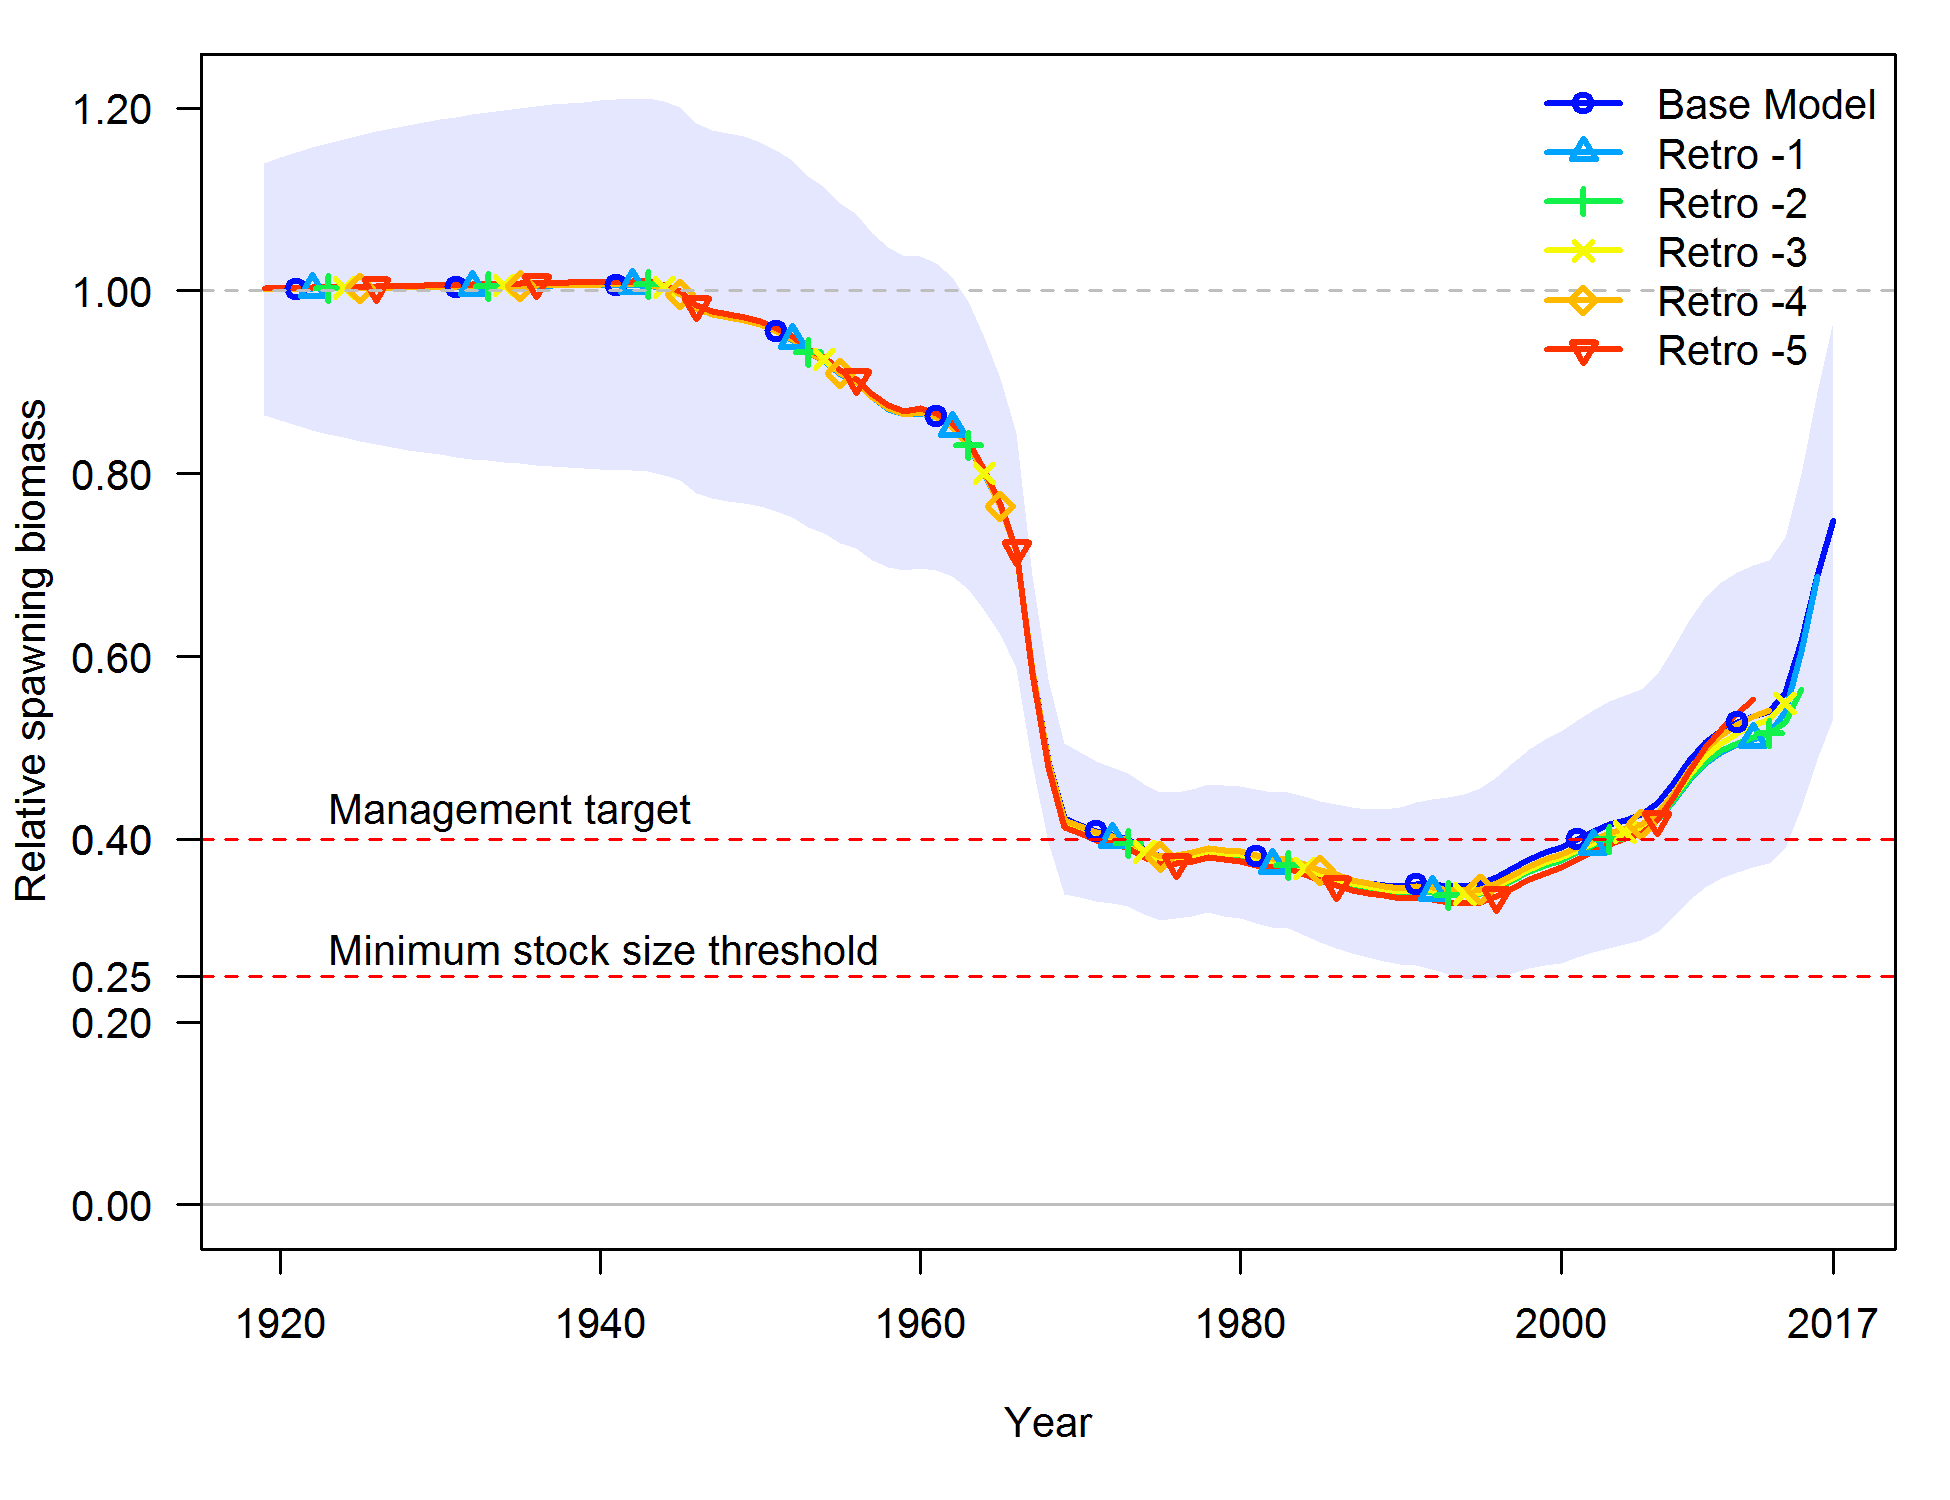 1.20
1.00
0.80
0.60
0.40
0.25
0.20
0.00
Relative spawning biomass
Base Model
Retro -1
Retro -2
Retro -3
Retro -4
Retro -5
Management target
Minimum stock size threshold
1920 1940 1960 1980 2000 2017
Year